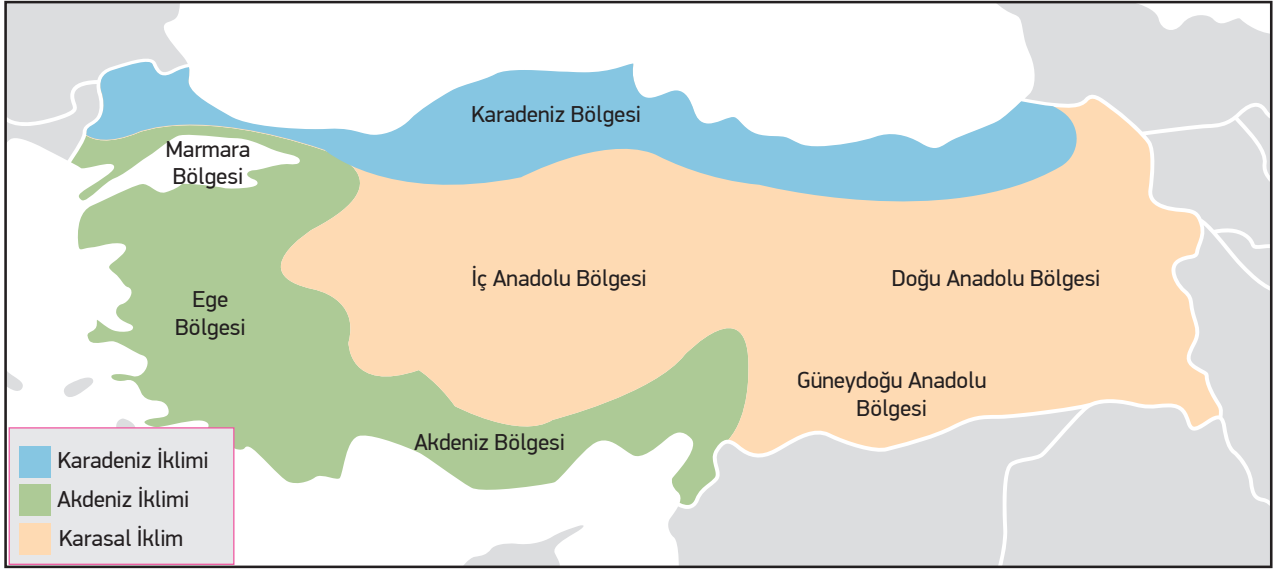 Karadeniz Bölgesi
Marmara
Bölgesi
İç Anadolu Bölgesi
Doğu Anadolu Bölgesi
Ege
Bölgesi
Güneydoğu Anadolu
Bölgesi
Akdeniz Bölgesi
Karadeniz İklimi
Akdeniz İklimi
Karasal İklim